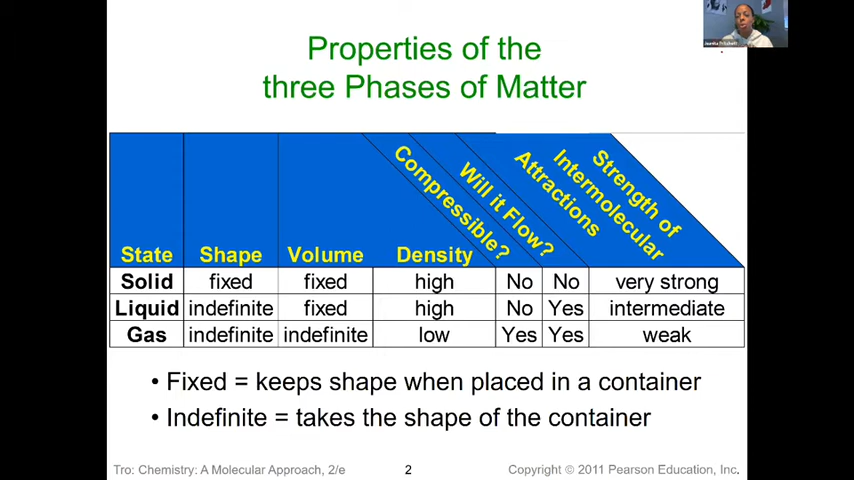 Properties of the
three Phases of Matter
State Shape Volume Density Compressible? Will it Flow? Strength of Intermolecular Attractions
Solid fixed fixed high No No very strong
Liquid indefinite fixed high No Yes intermediate
Gas indefinite indefinite low Yes Yes weak
• Fixed = keeps shape when placed in a container
• Indefinite = takes the shape of the container
Tro: Chemistry: A Molecular Approach, 2/e 2 Copyright © 2011 Pearson Education, Inc.